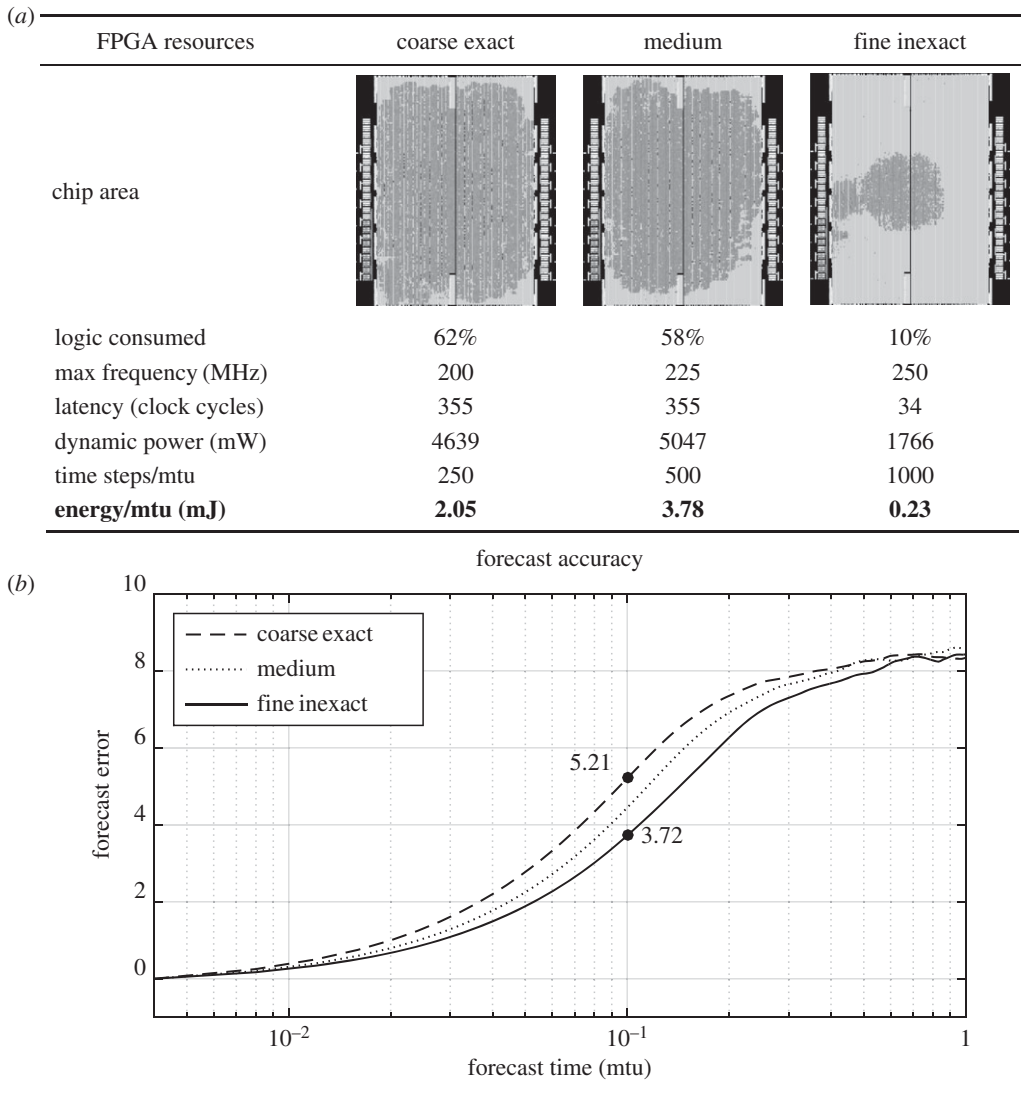 (a)
FPGA resources coarse exact medium fine inexact
chip area
logic consumed 62% 58% 10%
max frequency (MHz) 200 225 250
latency (clock cycles) 355 355 34
dynamic power (mW) 4639 5047 1766
time steps/mtu 250 500 1000
energy/mtu (mJ) 2.05 3.78 0.23
forecast accuracy
(b)
10
coarse exact
medium
8
fine inexact
6
5.21
forecast error
4
3.72
2
0
10⁻² 10⁻¹ 1
forecast time (mtu)